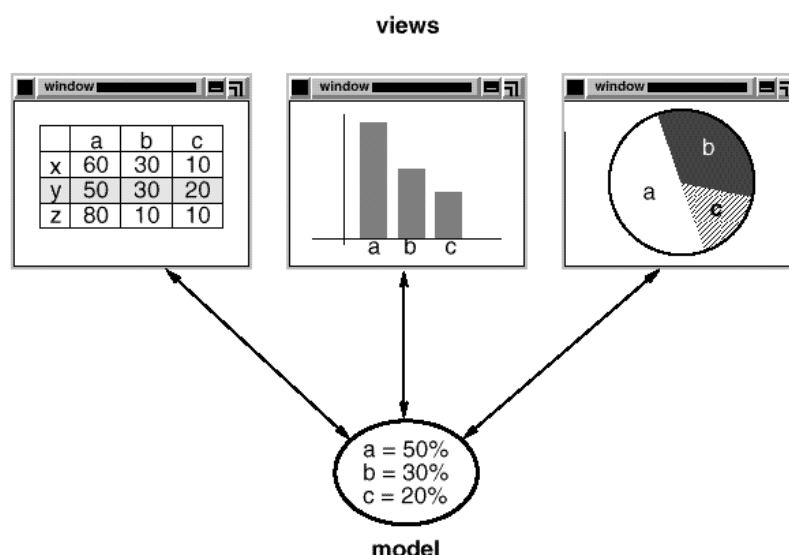 views
window
window
window
a b c
x 60 30 10
y 50 30 20
z 80 10 10
a b c
b
a
c
a = 50%
b = 30%
c = 20%
model